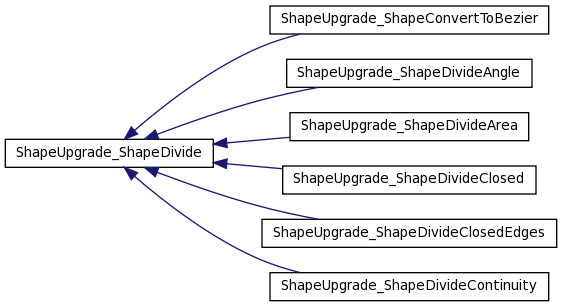 ShapeUpgrade_ShapeConvertToBezier
ShapeUpgrade_ShapeDivideAngle
ShapeUpgrade_ShapeDivideArea
ShapeUpgrade_ShapeDivide
ShapeUpgrade_ShapeDivideClosed
ShapeUpgrade_ShapeDivideClosedEdges
ShapeUpgrade_ShapeDivideContinuity